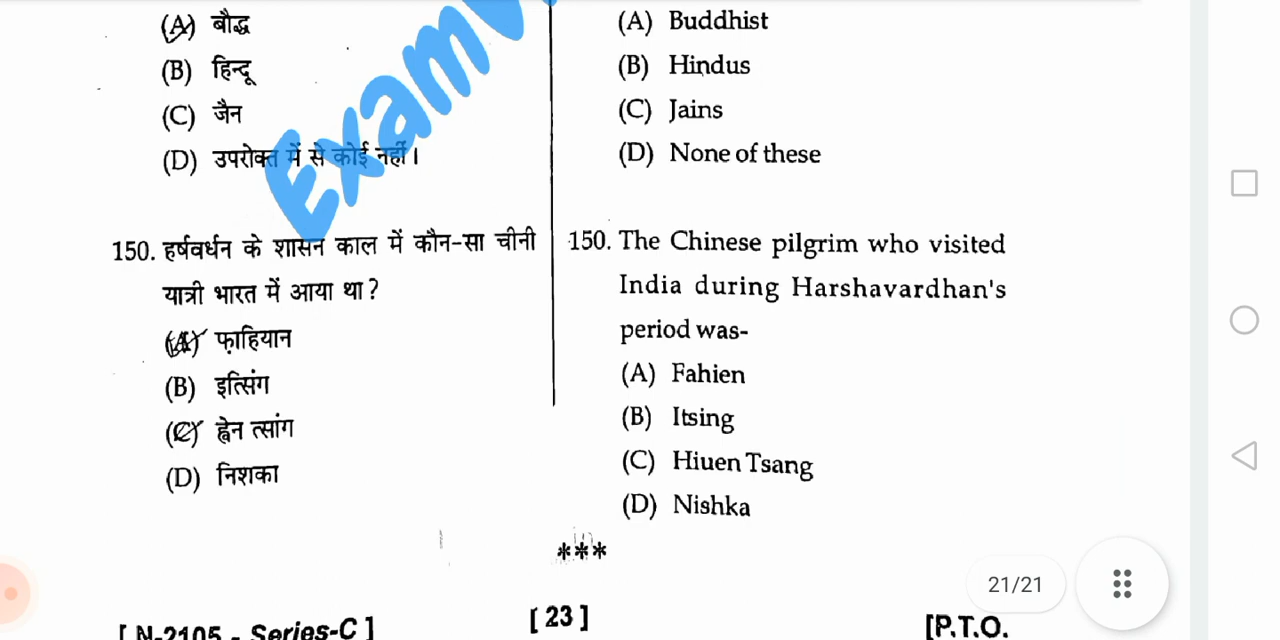 (A) बौद्ध
(B) हिन्दू
(C) जैन
(D) उपरोक्त में से कोई नहीं।
150. हर्षवर्धन के शासन काल में कौन-सा चीनी
यात्री भारत में आया था?
(A) फ़ाहियान
(B) इत्सिंग
(C) ह्वेन त्सांग
(D) निशका
(A) Buddhist
(B) Hindus
(C) Jains
(D) None of these
150. The Chinese pilgrim who visited
India during Harshavardhan's
period was-
(A) Fahien
(B) Itsing
(C) Hiuen Tsang
(D) Nishka
***
21/21
[ N-2105 - Series-C ]
[ 23 ]
[P.T.O.
Exam